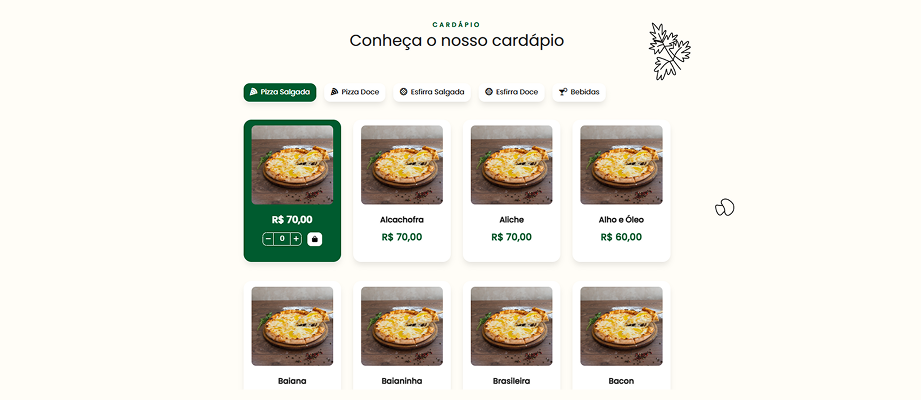 CARDÁPIO
Conheça o nosso cardápio
Pizza Salgada
Pizza Doce
Esfirra Salgada
Esfirra Doce
Bebidas
R$ 70,00
− 0 +
Alcachofra
R$ 70,00
Aliche
R$ 70,00
Alho e Óleo
R$ 60,00
Baiana
Baianinha
Brasileira
Bacon